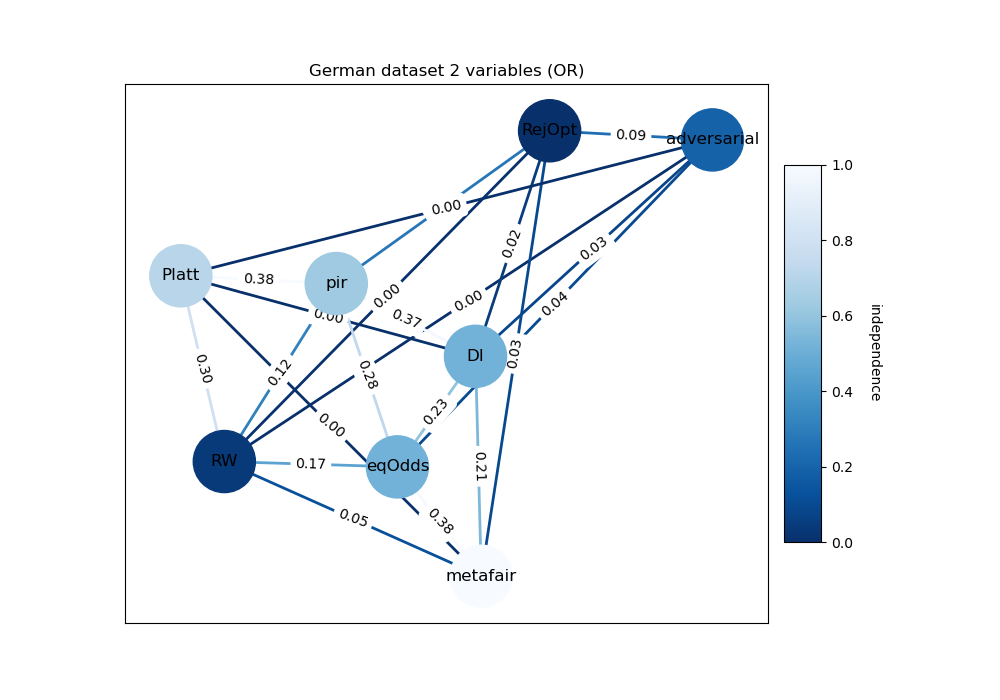 German dataset 2 variables (OR)
RejOpt
adversarial
0.09
0.00
0.02
0.03
Platt
0.38
pir
0.00
0.00
0.04
0.00
0.37
DI
0.03
0.30
0.12
0.28
0.23
0.00
RW
0.17
eqOdds
0.21
0.05
0.38
metafair
1.0
0.8
0.6
0.4
0.2
0.0
independence